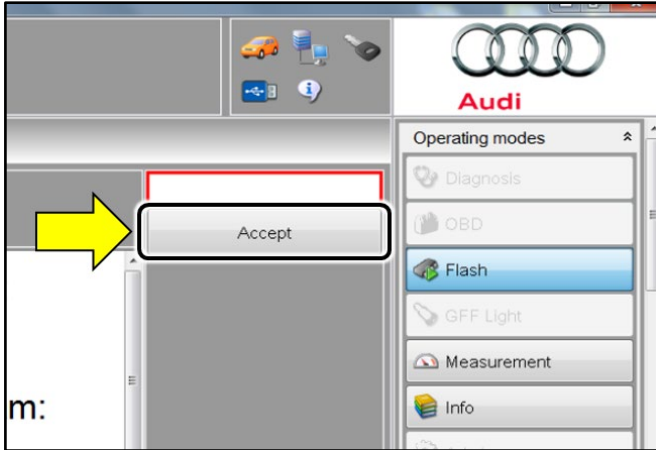 Audi
Operating modes
Diagnosis
OBD
Accept
Flash
GFF Light
Measurement
m:
Info